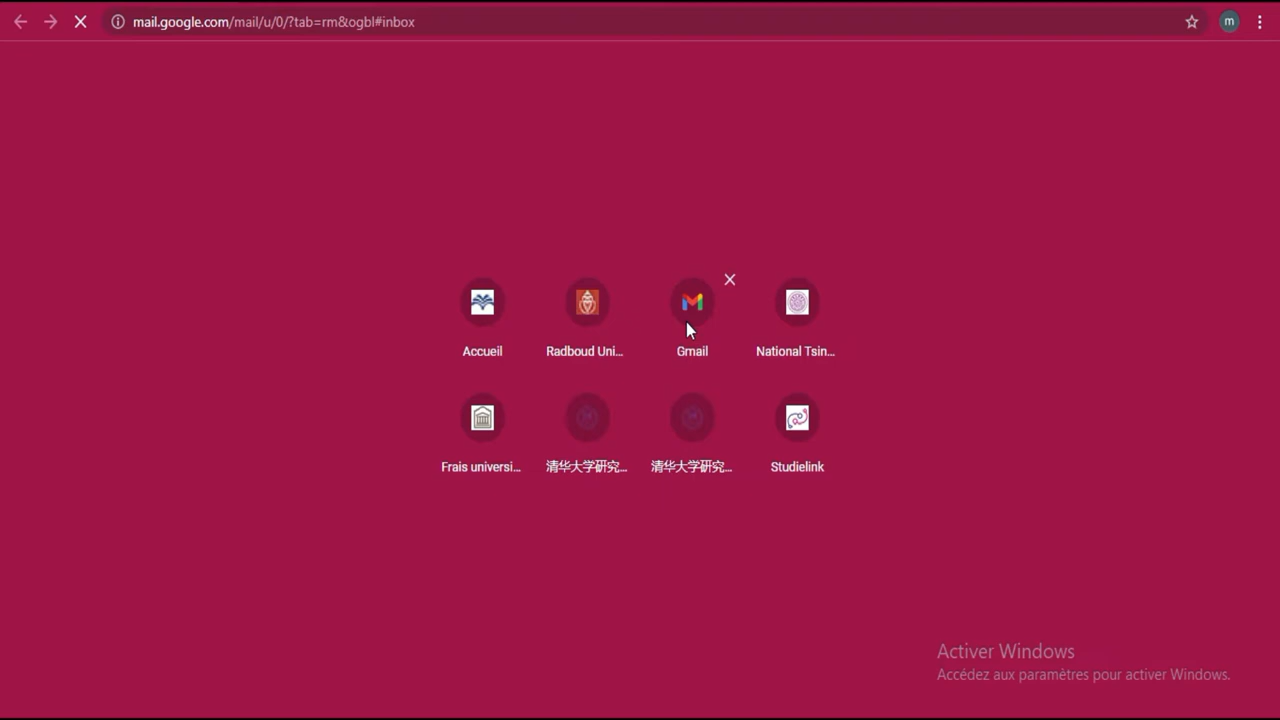 mail.google.com/mail/u/0/?tab=rm&ogbl#inbox
m
Accueil
Radboud Uni...
Gmail
National Tsin...
Frais universi...
清华大学研究...
清华大学研究...
Studielink
Activer Windows
Accédez aux paramètres pour activer Windows.